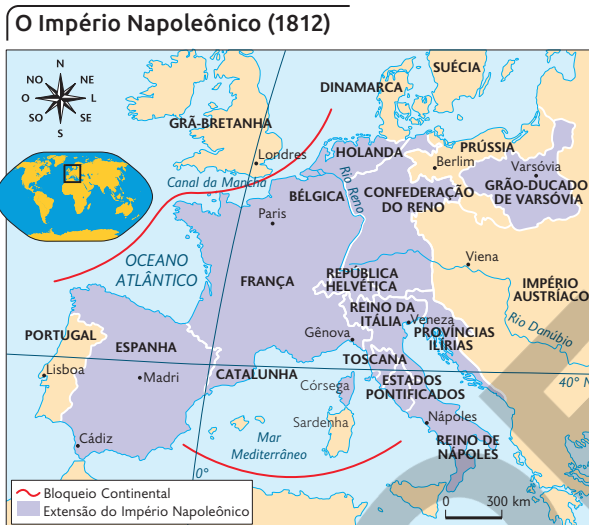 O Império Napoleônico (1812)
N
NO
NE
O
L
SO
SE
S
SUÉCIA
DINAMARCA
GRÃ-BRETANHA
Londres
Canal da Mancha
HOLANDA
PRÚSSIA
Berlim
Varsóvia
GRÃO-DUCADO
DE VARSÓVIA
BÉLGICA
Rio Reno
CONFEDERAÇÃO
DO RENO
Paris
OCEANO
ATLÂNTICO
FRANÇA
Viena
REPÚBLICA
HELVÉTICA
IMPÉRIO
AUSTRÍACO
REINO DA
ITÁLIA
Veneza
PROVÍNCIAS
ILÍRIAS
Rio Danúbio
Gênova
PORTUGAL
ESPANHA
TOSCANA
Lisboa
Madri
CATALUNHA
Córsega
ESTADOS
PONTIFICADOS
40° N
Sardenha
Nápoles
REINO DE
NÁPOLES
Cádiz
Mar
Mediterrâneo
0°
Bloqueio Continental
Extensão do Império Napoleônico
0 300 km